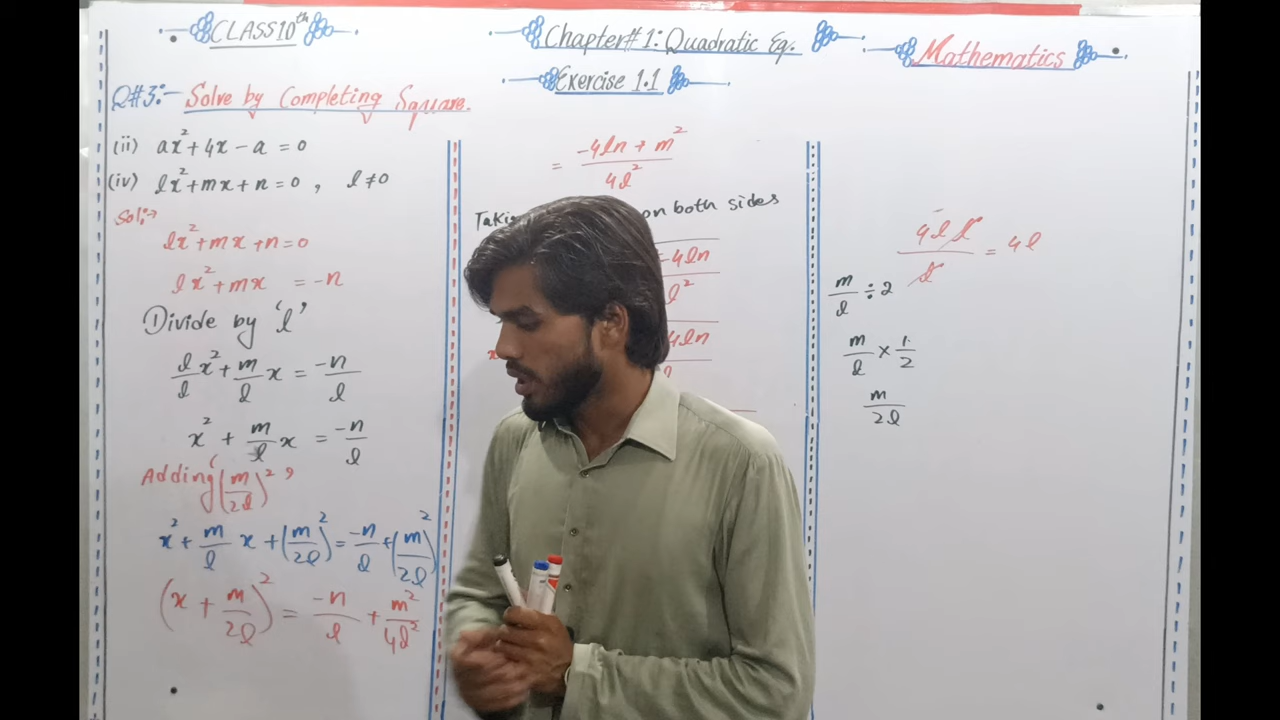 CLASS 10th
Chapter# 1: Quadratic Eq.
Mathematics
Exercise 1.1
Q#3:- Solve by Completing Square.
(ii) ax² + 4x - a = 0
(iv) lx² + mx + n = 0 , l ≠ 0
Sol:-
lx² + mx + n = 0
lx² + mx = -n
Divide by 'l'
l/l x² + m/l x = -n/l
x² + m/l x = -n/l
Adding '(m/2l)²'
x² + m/l x + (m/2l)² = -n/l + (m/2l)²
(x + m/2l)² = -n/l + m²/4l²
= -4ln + m² / 4l²
on both sides
-4ln
l²
4ln
4l l / l = 4l
m/l ÷ 2
m/l × 1/2
m/2l